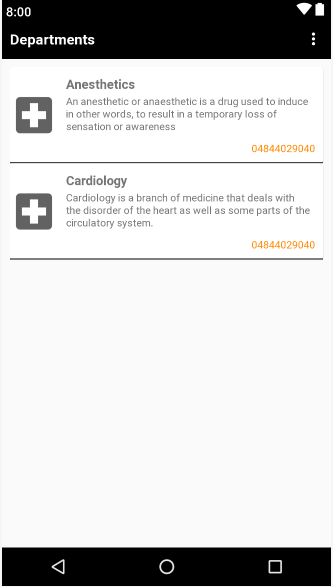 8:00
Departments
Anesthetics
An anesthetic or anaesthetic is a drug used to induce
in other words, to result in a temporary loss of
sensation or awareness
04844029040
Cardiology
Cardiology is a branch of medicine that deals with
the disorder of the heart as well as some parts of the
circulatory system.
04844029040